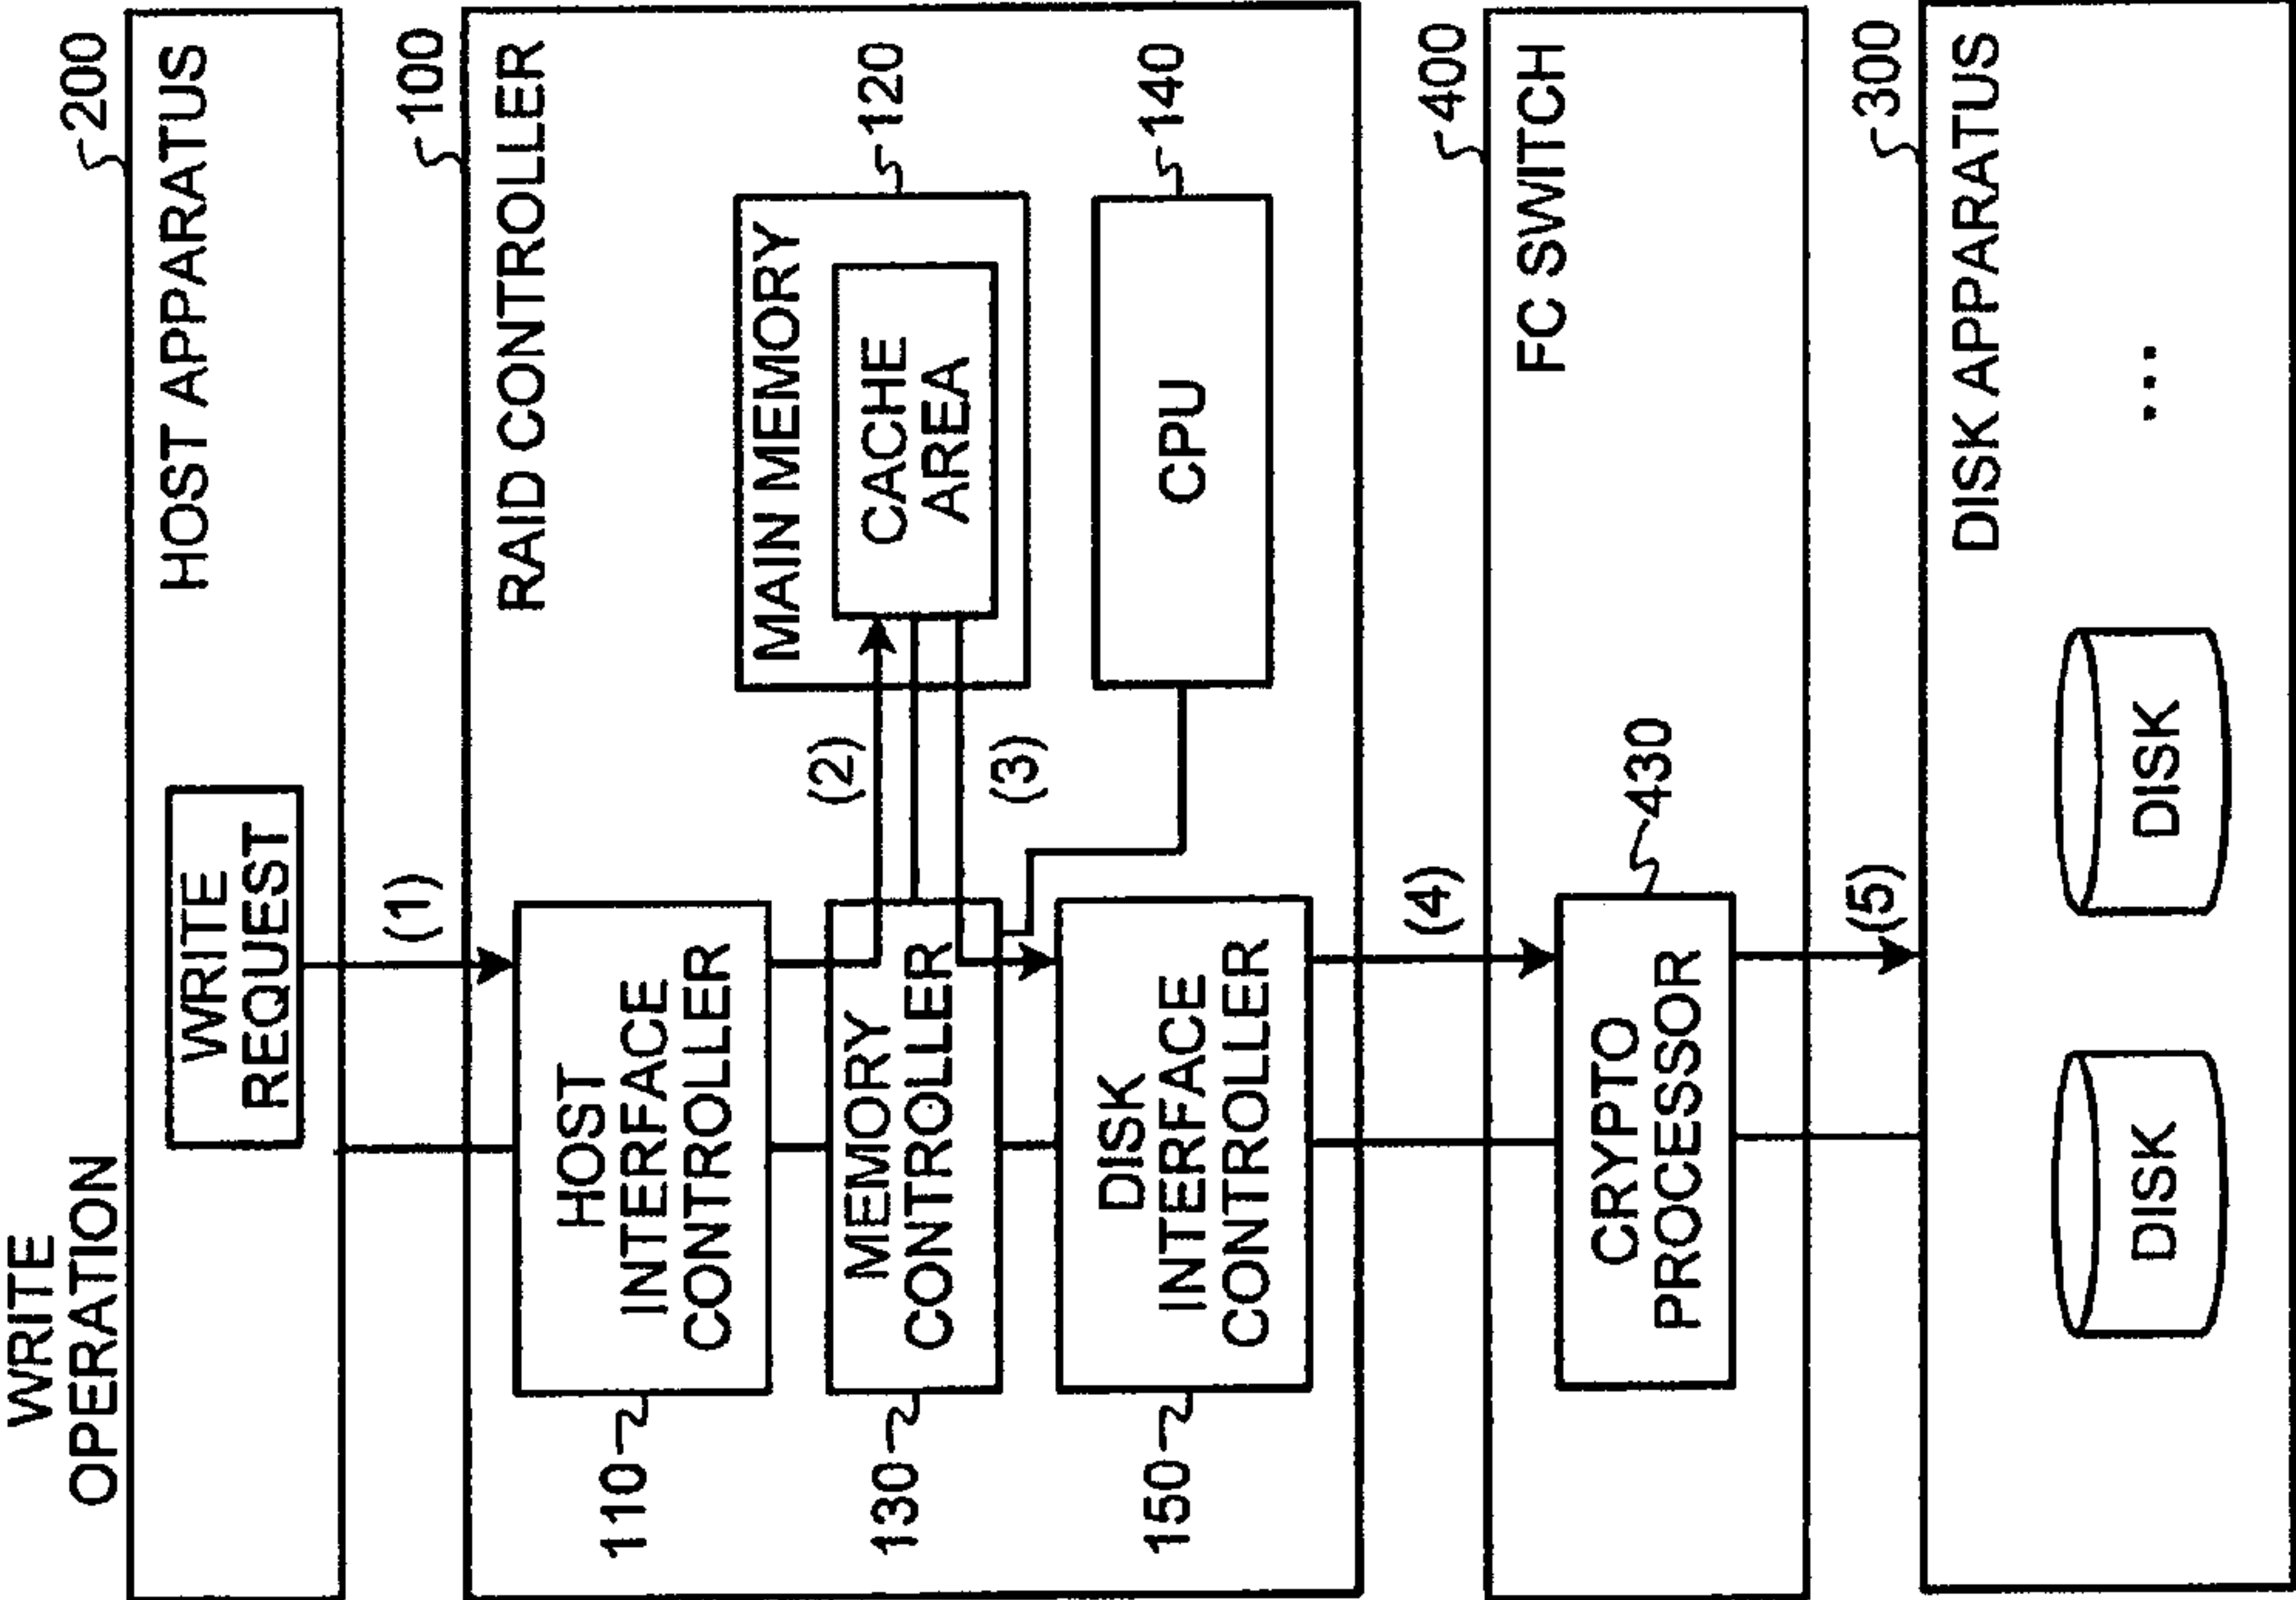 WRITE
OPERATION
200
HOST APPARATUS
WRITE
REQUEST
(1)
100
RAID CONTROLLER
110
HOST
INTERFACE
CONTROLLER
(2)
MAIN MEMORY
120
CACHE
AREA
130
MEMORY
CONTROLLER
(3)
140
CPU
150
DISK
INTERFACE
CONTROLLER
(4)
400
FC SWITCH
CRYPTO
PROCESSOR
430
(5)
300
DISK APPARATUS
DISK
DISK
...